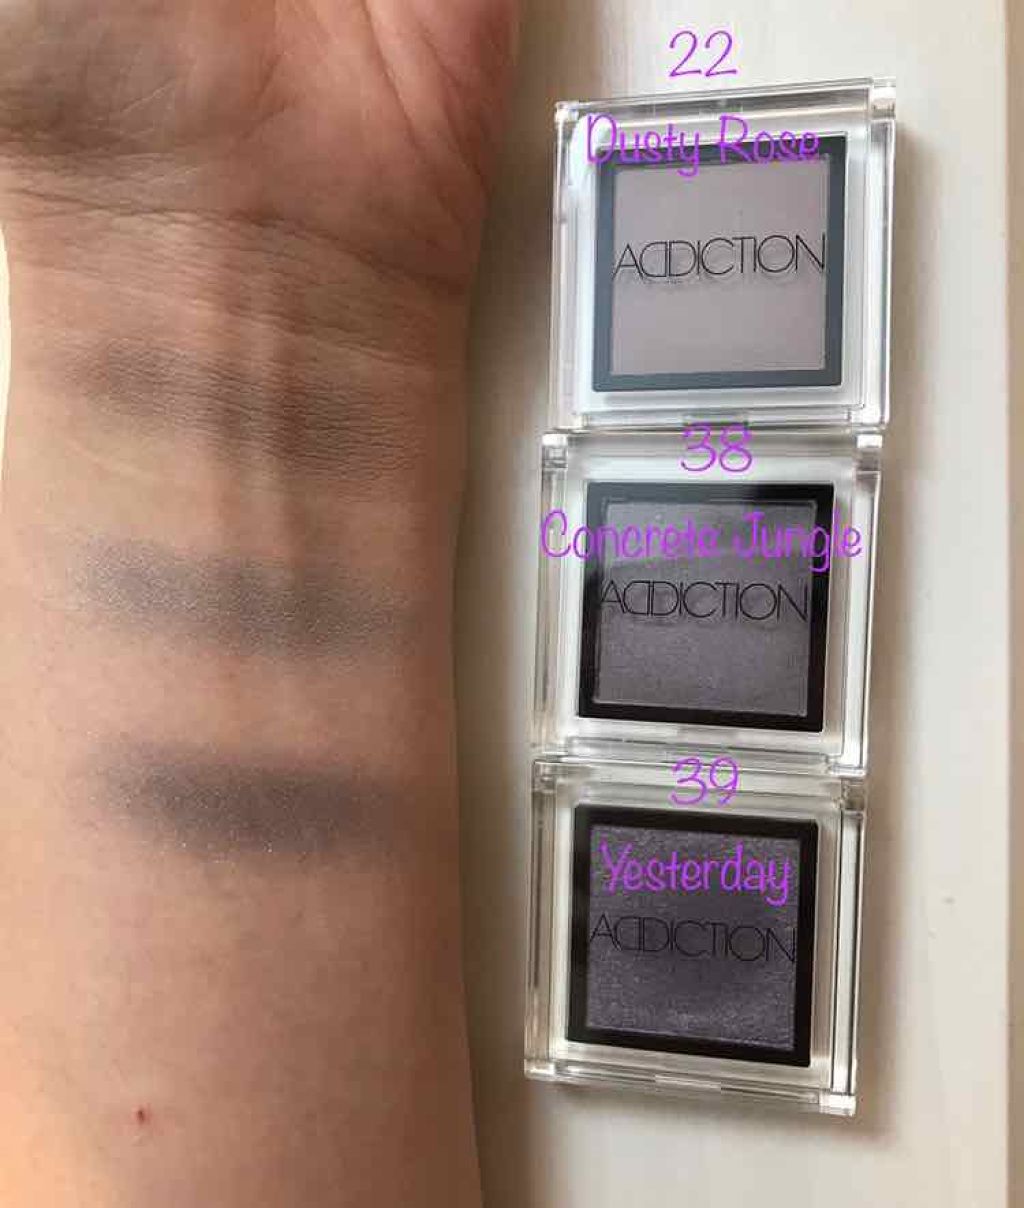 22
Dusty Rose
ADDICTION
38
Concrete Jungle
ADDICTION
39
Yesterday
ADDICTION